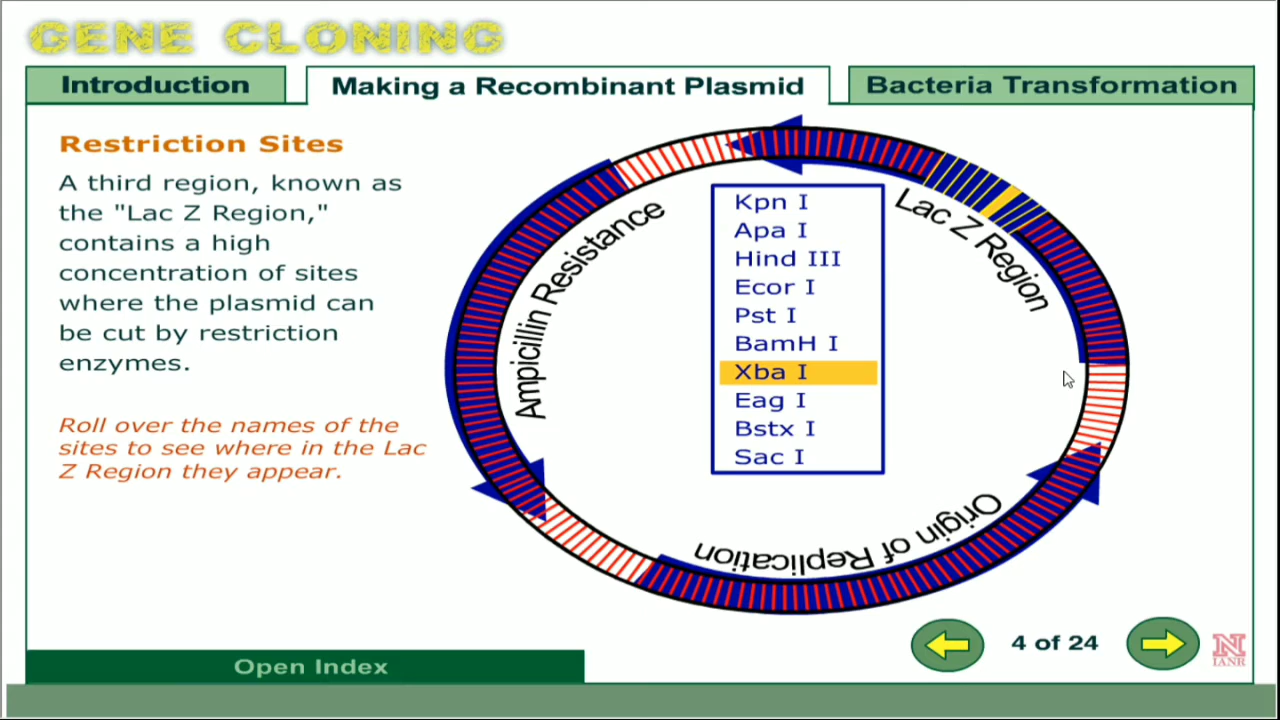 GENE CLONING
Introduction
Making a Recombinant Plasmid
Bacteria Transformation
Restriction Sites
A third region, known as
the "Lac Z Region,"
contains a high
concentration of sites
where the plasmid can
be cut by restriction
enzymes.
Roll over the names of the
sites to see where in the Lac
Z Region they appear.
Ampicillin Resistance
Lac Z Region
Origin of Replication
Kpn I
Apa I
Hind III
Ecor I
Pst I
BamH I
Xba I
Eag I
Bstx I
Sac I
Open Index
4 of 24
N
IANR